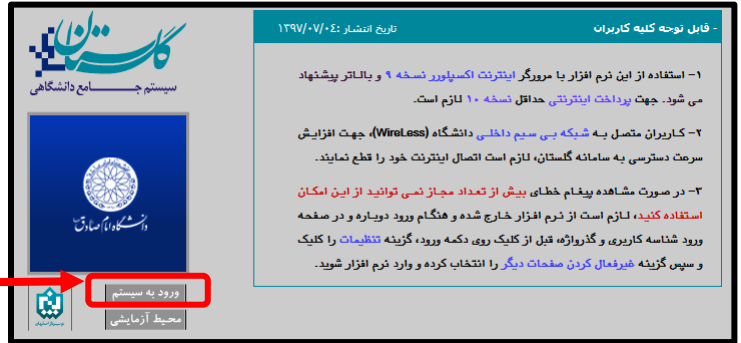 - قابل توجه کلیه کاربران
تاریخ انتشار :۱۳۹۷/۰۷/۰٤
۱- استفاده از این نرم افزار با مرورگر اینترنت اکسپلورر نسخه ۹ و بالاتر پیشنهاد
می شود. جهت پرداخت اینترنتی حداقل نسخه ۱۰ لازم است.
۲- کاربران متصل به شبکه بی سیم داخلی دانشگاه (WireLess)، جهت افزایش
سرعت دسترسی به سامانه گلستان، لازم است اتصال اینترنت خود را قطع نمایند.
۳- در صورت مشاهده پیغام خطای بیش از تعداد مجاز نمی توانید از این امکان
استفاده کنید، لازم است از نرم افزار خارج شده و هنگام ورود دوباره و در صفحه
ورود شناسه کاربری و گذرواژه، قبل از کلیک روی دکمه ورود، گزینه تنظیمات را کلیک
و سپس گزینه غیرفعال کردن صفحات دیگر را انتخاب کرده و وارد نرم افزار شوید.
گلستان
سیستم جامع دانشگاهی
دانشگاه امام صادق
ورود به سیستم
محیط آزمایشی